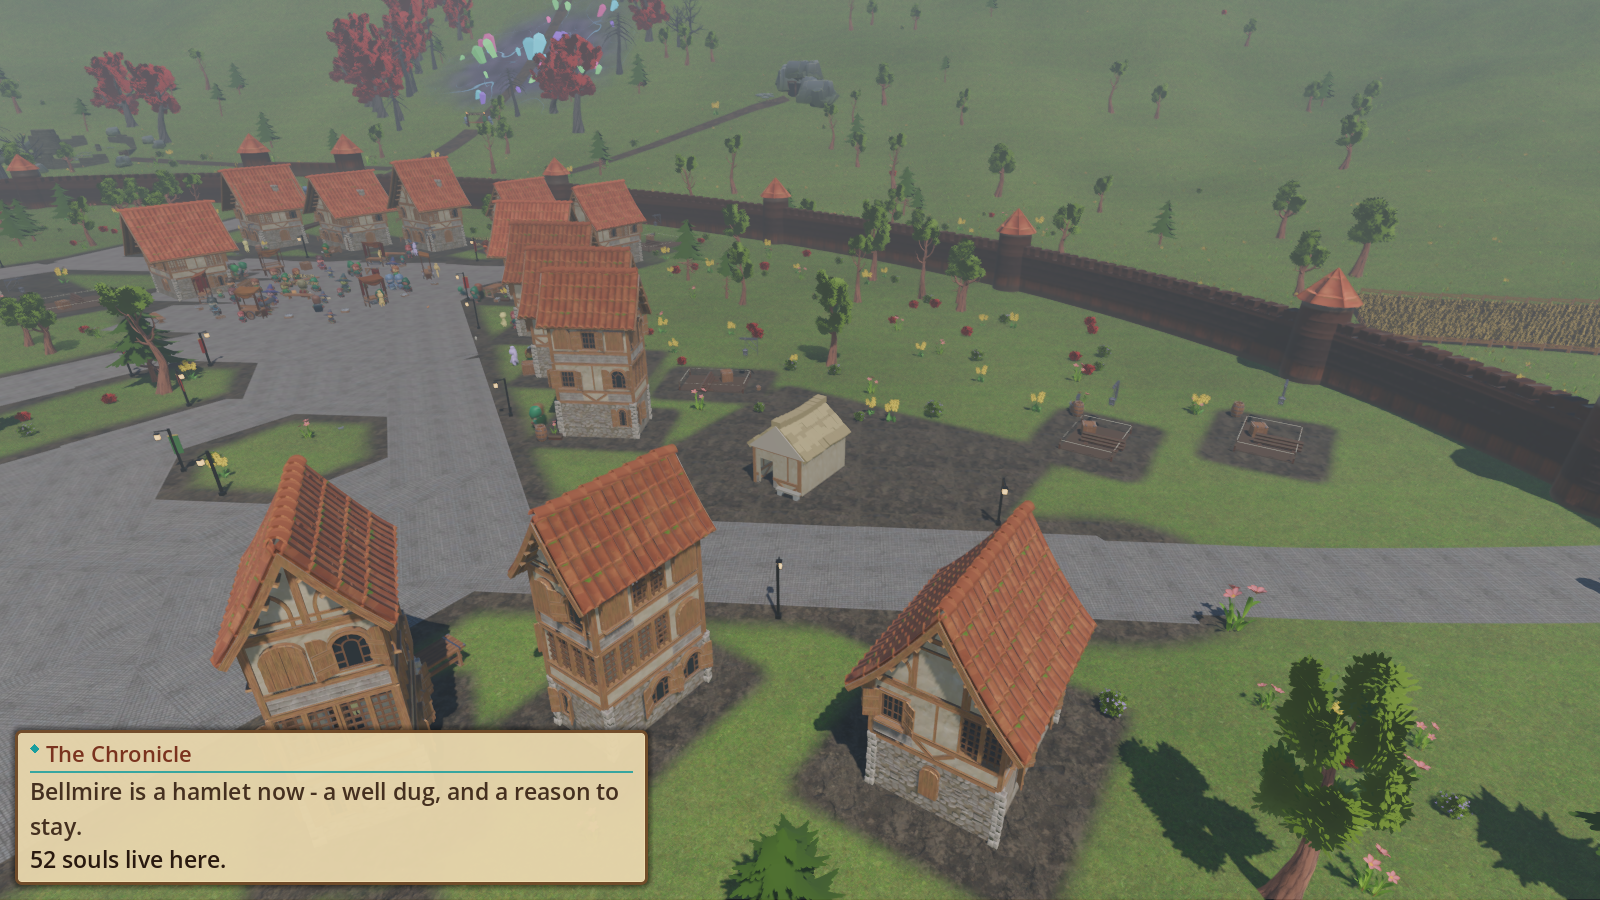 The Chronicle
Bellmire is a hamlet now - a well dug, and a reason to
stay.
52 souls live here.